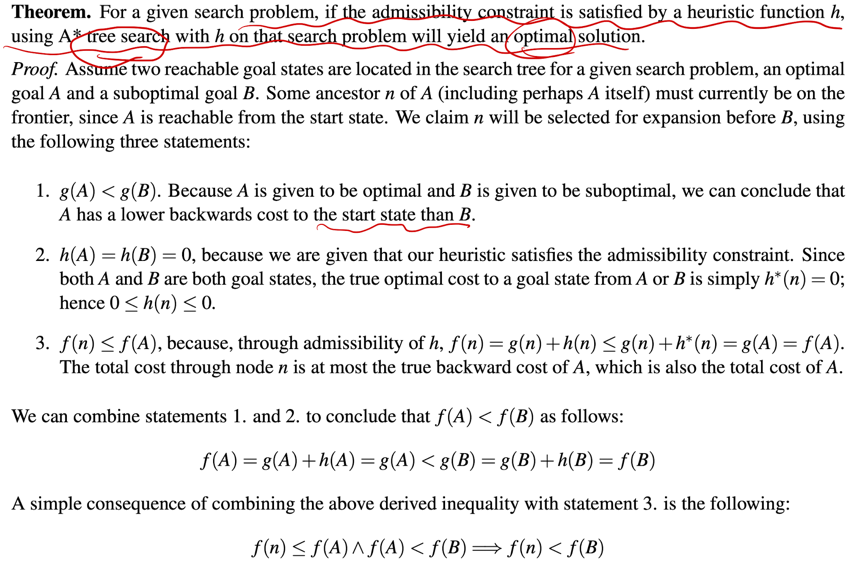 Theorem. For a given search problem, if the admissibility constraint is satisfied by a heuristic function h,
using A* tree search with h on that search problem will yield an optimal solution.
Proof. Assume two reachable goal states are located in the search tree for a given search problem, an optimal
goal A and a suboptimal goal B. Some ancestor n of A (including perhaps A itself) must currently be on the
frontier, since A is reachable from the start state. We claim n will be selected for expansion before B, using
the following three statements:
1. g(A) < g(B). Because A is given to be optimal and B is given to be suboptimal, we can conclude that
A has a lower backwards cost to the start state than B.
2. h(A) = h(B) = 0, because we are given that our heuristic satisfies the admissibility constraint. Since
both A and B are both goal states, the true optimal cost to a goal state from A or B is simply h*(n) = 0;
hence 0 ≤ h(n) ≤ 0.
3. f(n) ≤ f(A), because, through admissibility of h, f(n) = g(n) + h(n) ≤ g(n) + h*(n) = g(A) = f(A).
The total cost through node n is at most the true backward cost of A, which is also the total cost of A.
We can combine statements 1. and 2. to conclude that f(A) < f(B) as follows:
f(A) = g(A) + h(A) = g(A) < g(B) = g(B) + h(B) = f(B)
A simple consequence of combining the above derived inequality with statement 3. is the following:
f(n) ≤ f(A) ∧ f(A) < f(B) ⟹ f(n) < f(B)